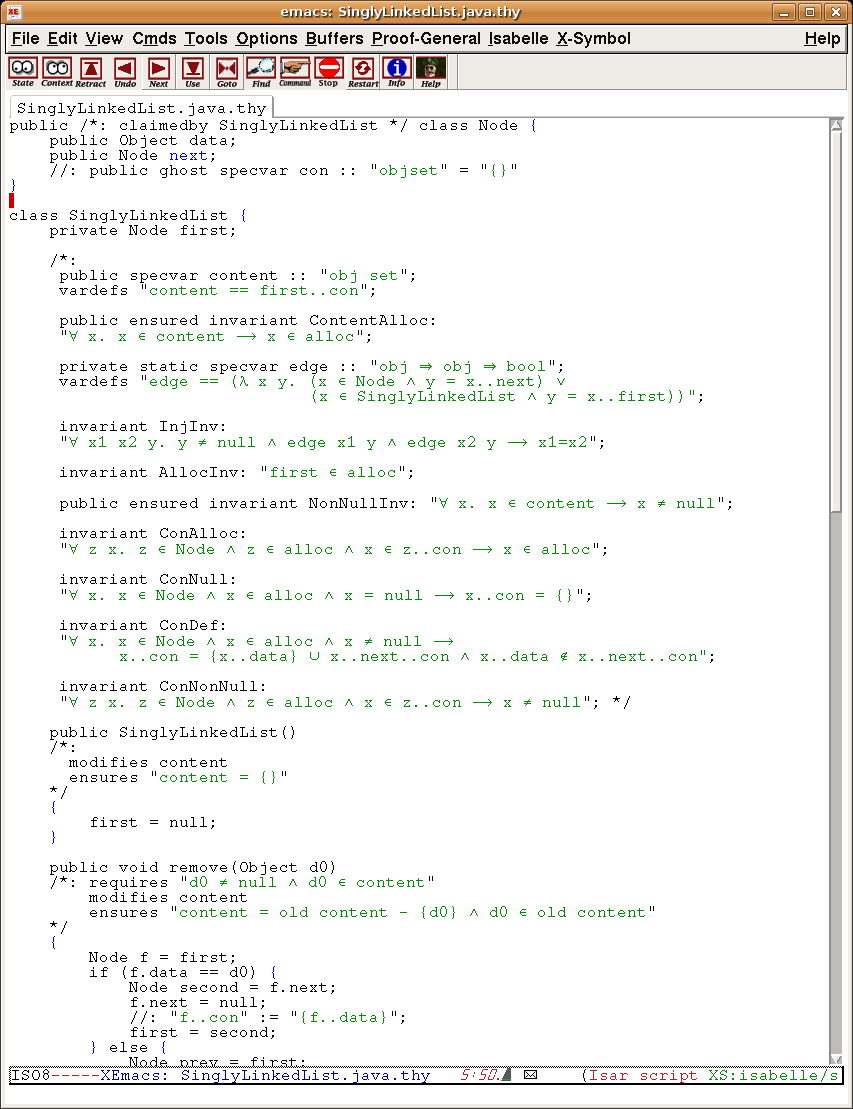 emacs: SinglyLinkedList.java.thy
File Edit View Cmds Tools Options Buffers Proof-General Isabelle X-Symbol Help
State Context Retract Undo Next Use Goto Find Command Stop Restart Info Help
SinglyLinkedList.java.thy
public /*: claimedby SinglyLinkedList */ class Node {
    public Object data;
    public Node next;
    //: public ghost specvar con :: "objset" = "{}"
}
class SinglyLinkedList {
    private Node first;
    /*:
     public specvar content :: "obj set";
     vardefs "content == first..con";
     public ensured invariant ContentAlloc:
     "∀ x. x ∈ content ⟶ x ∈ alloc";
     private static specvar edge :: "obj ⇒ obj ⇒ bool";
     vardefs "edge == (λ x y. (x ∈ Node ∧ y = x..next) ∨
                              (x ∈ SinglyLinkedList ∧ y = x..first))";
     invariant InjInv:
     "∀ x1 x2 y. y ≠ null ∧ edge x1 y ∧ edge x2 y ⟶ x1=x2";
     invariant AllocInv: "first ∈ alloc";
     public ensured invariant NonNullInv: "∀ x. x ∈ content ⟶ x ≠ null";
     invariant ConAlloc:
     "∀ z x. z ∈ Node ∧ z ∈ alloc ∧ x ∈ z..con ⟶ x ∈ alloc";
     invariant ConNull:
     "∀ x. x ∈ Node ∧ x ∈ alloc ∧ x = null ⟶ x..con = {}";
     invariant ConDef:
     "∀ x. x ∈ Node ∧ x ∈ alloc ∧ x ≠ null ⟶
           x..con = {x..data} ∪ x..next..con ∧ x..data ∉ x..next..con";
     invariant ConNonNull:
     "∀ z x. z ∈ Node ∧ z ∈ alloc ∧ x ∈ z..con ⟶ x ≠ null"; */
    public SinglyLinkedList()
    /*:
      modifies content
      ensures "content = {}"
    */
    {
        first = null;
    }
    public void remove(Object d0)
    /*: requires "d0 ≠ null ∧ d0 ∈ content"
        modifies content
        ensures "content = old content - {d0} ∧ d0 ∈ old content"
    */
    {
        Node f = first;
        if (f.data == d0) {
            Node second = f.next;
            f.next = null;
            //: "f..con" := "{f..data}";
            first = second;
        } else {
            Node prev = first;
ISO8-----XEmacs: SinglyLinkedList.java.thy 5:50. (Isar script XS:isabelle/s